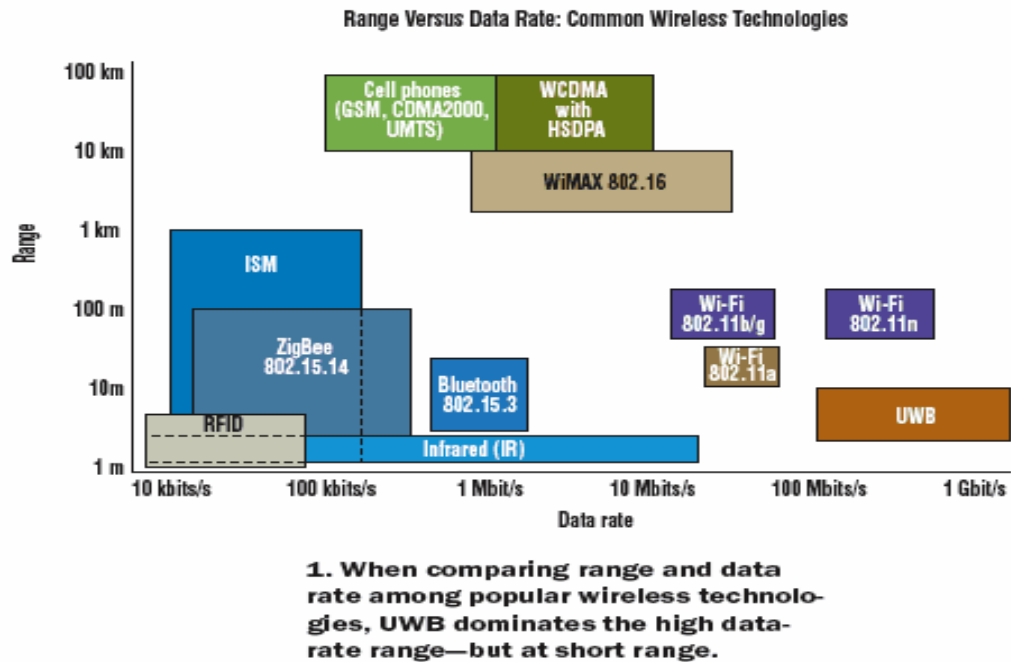 Range Versus Data Rate: Common Wireless Technologies
100 km
10 km
1 km
100 m
10m
1 m
Range
Cell phones
(GSM, CDMA2000,
UMTS)
WCDMA
with
HSDPA
WiMAX 802.16
ISM
ZigBee
802.15.14
RFID
Bluetooth
802.15.3
Infrared (IR)
Wi-Fi
802.11b/g
Wi-Fi
802.11n
Wi-Fi
802.11a
UWB
10 kbits/s
100 kbits/s
1 Mbit/s
10 Mbits/s
100 Mbits/s
1 Gbit/s
Data rate
1. When comparing range and data
rate among popular wireless technolo-
gies, UWB dominates the high data-
rate range—but at short range.